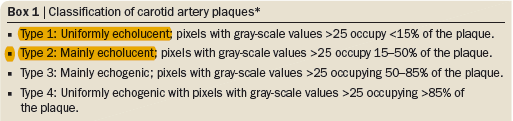 Box 1 | Classification of carotid artery plaques*
▪ Type 1: Uniformly echolucent; pixels with gray-scale values >25 occupy <15% of the plaque.
▪ Type 2: Mainly echolucent; pixels with gray-scale values >25 occupy 15–50% of the plaque.
▪ Type 3: Mainly echogenic; pixels with gray-scale values >25 occupying 50–85% of the plaque.
▪ Type 4: Uniformly echogenic with pixels with gray-scale values >25 occupying >85% of
the plaque.